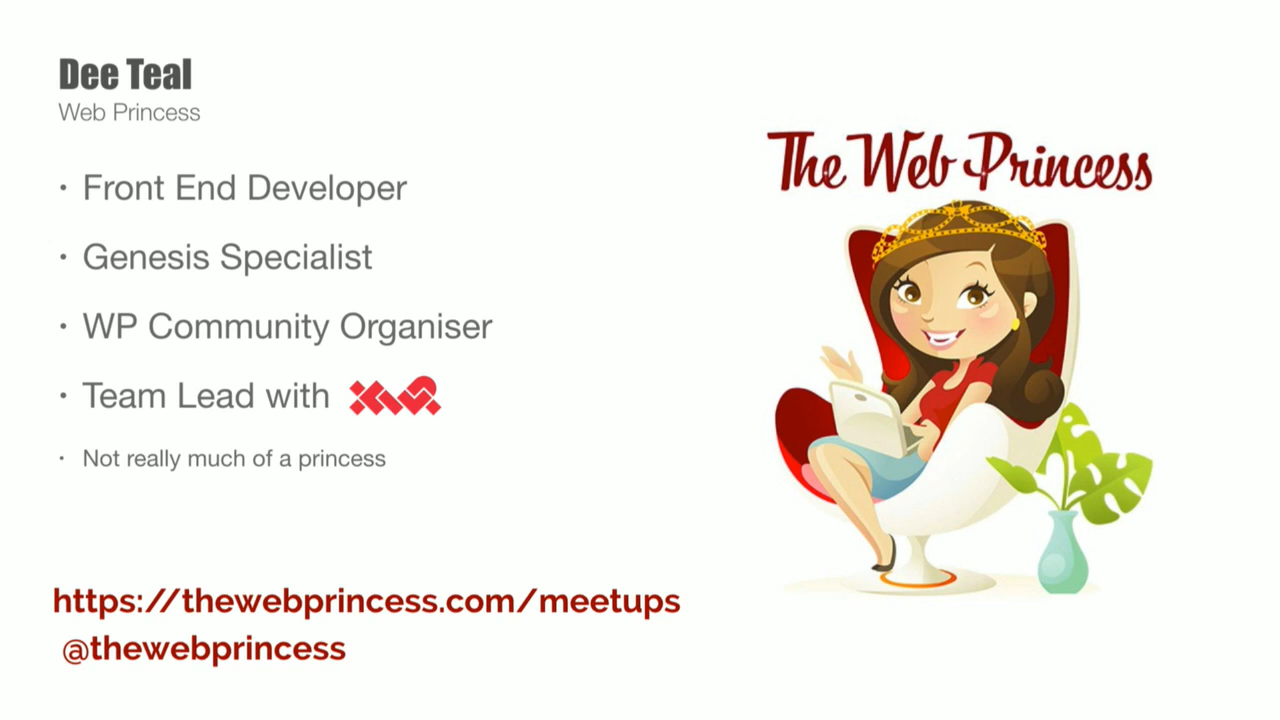 Dee Teal
Web Princess
• Front End Developer
• Genesis Specialist
• WP Community Organiser
• Team Lead with
• Not really much of a princess
https://thewebprincess.com/meetups
@thewebprincess
The Web Princess